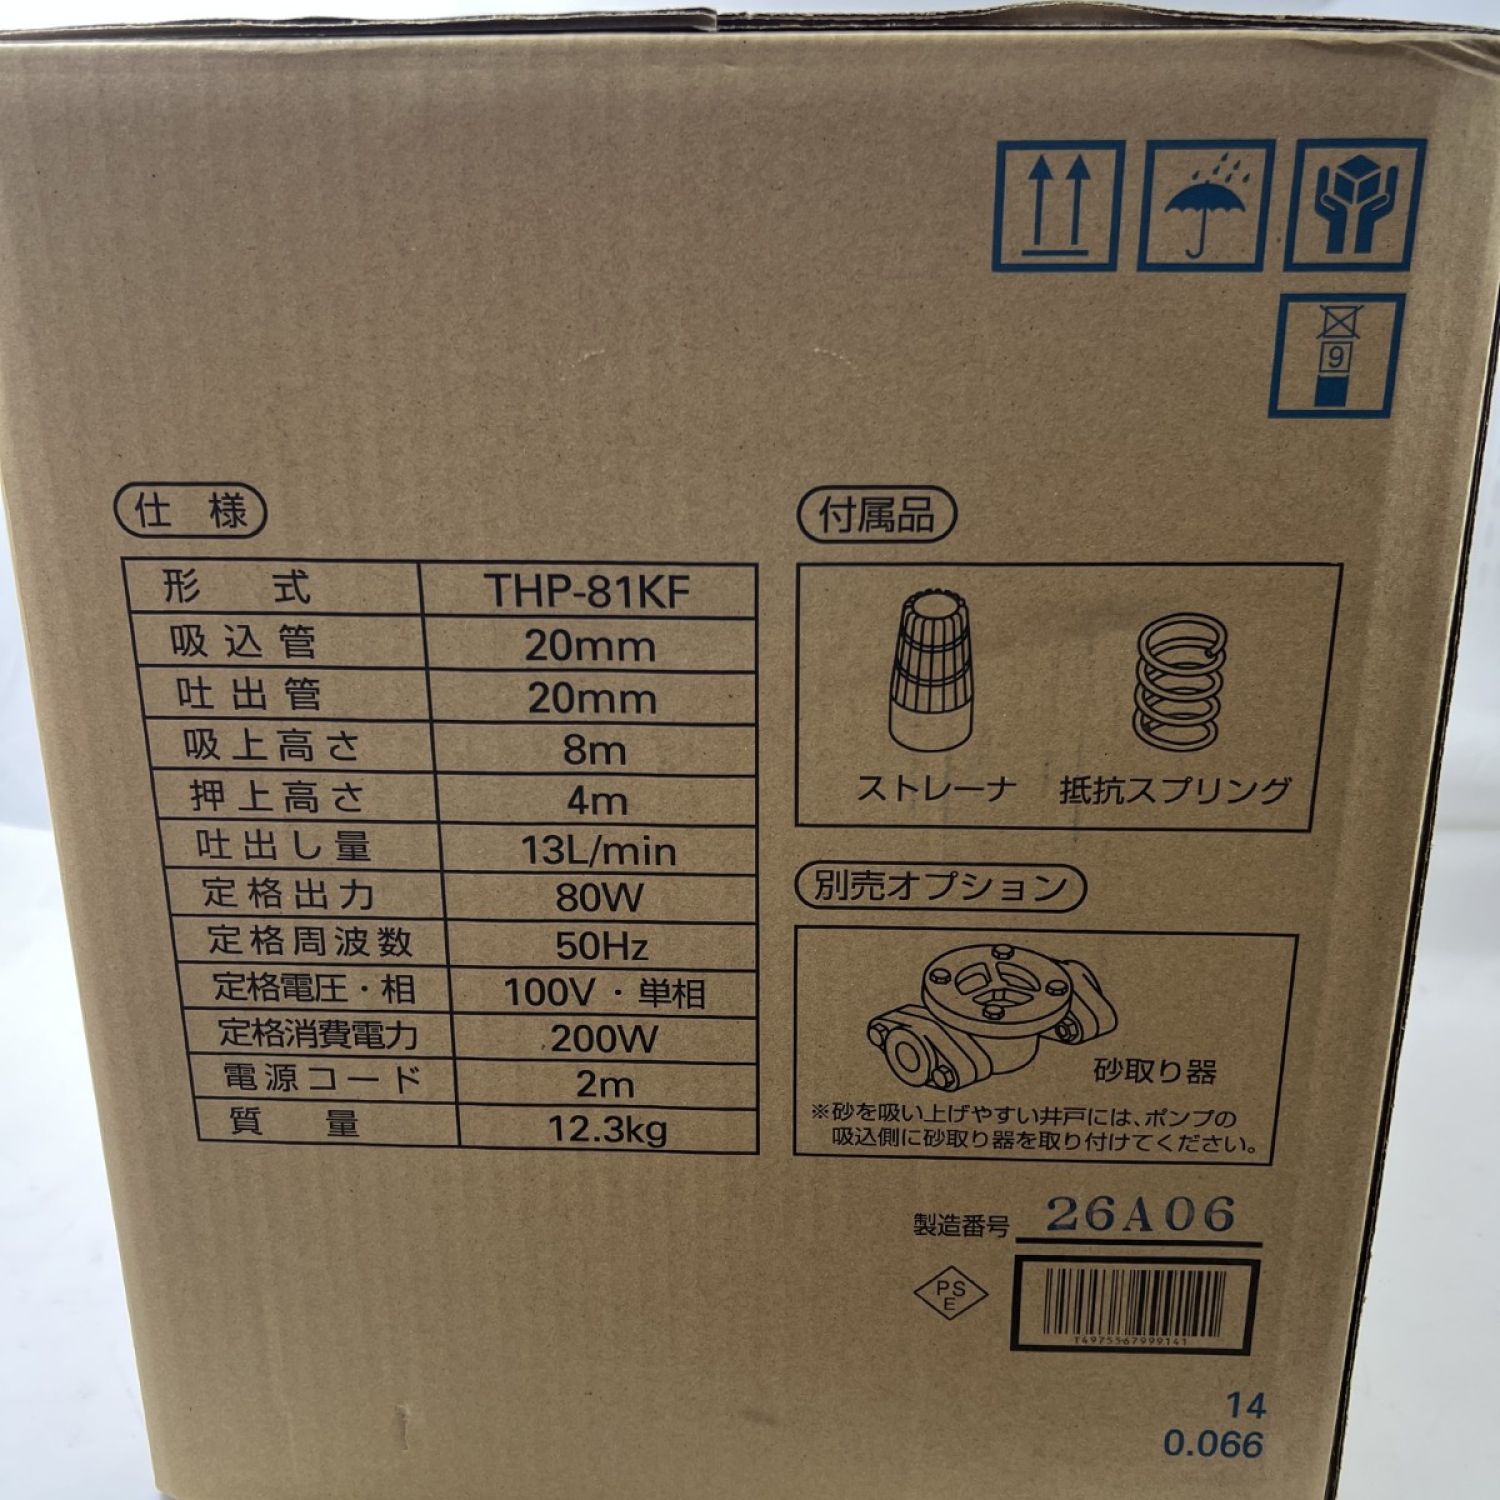 9
仕様
形式 THP-81KF
吸込管 20mm
吐出管 20mm
吸上高さ 8m
押上高さ 4m
吐出し量 13L/min
定格出力 80W
定格周波数 50Hz
定格電圧・相 100V・単相
定格消費電力 200W
電源コード 2m
質量 12.3kg
付属品
ストレーナ 抵抗スプリング
別売オプション
砂取り器
※砂を吸い上げやすい井戸には、ポンプの
吸込側に砂取り器を取り付けてください。
製造番号 26A06
PS
E
T4975567999141
14
0.066